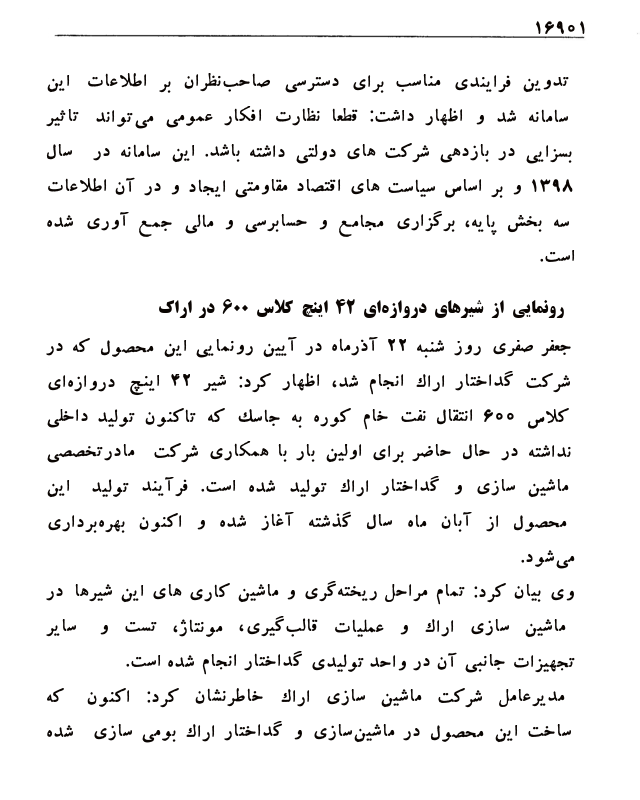 ۱۶۹۰۱
تدوین فرایندی مناسب برای دسترسی صاحب‌نظران بر اطلاعات این
سامانه شد و اظهار داشت: قطعا نظارت افکار عمومی می‌تواند تاثیر
بسزایی در بازدهی شرکت های دولتی داشته باشد. این سامانه در سال
۱۳۹۸ و بر اساس سیاست های اقتصاد مقاومتی ایجاد و در آن اطلاعات
سه بخش پایه، برگزاری مجامع و حسابرسی و مالی جمع آوری شده
است.
رونمایی از شیرهای دروازه‌ای ۴۲ اینچ کلاس ۶۰۰ در اراک
جعفر صفری روز شنبه ۲۲ آذرماه در آیین رونمایی این محصول که در
شرکت گداختار اراک انجام شد، اظهار کرد: شیر ۴۲ اینچ دروازه‌ای
کلاس ۶۰۰ انتقال نفت خام کوره به جاسک که تاکنون تولید داخلی
نداشته در حال حاضر برای اولین بار با همکاری شرکت مادرتخصصی
ماشین سازی و گداختار اراک تولید شده است. فرآیند تولید این
محصول از آبان ماه سال گذشته آغاز شده و اکنون بهره‌برداری
می‌شود.
وی بیان کرد: تمام مراحل ریخته‌گری و ماشین کاری های این شیرها در
ماشین سازی اراک و عملیات قالب‌گیری، مونتاژ، تست و سایر
تجهیزات جانبی آن در واحد تولیدی گداختار انجام شده است.
مدیرعامل شرکت ماشین سازی اراک خاطرنشان کرد: اکنون که
ساخت این محصول در ماشین‌سازی و گداختار اراک بومی سازی شده